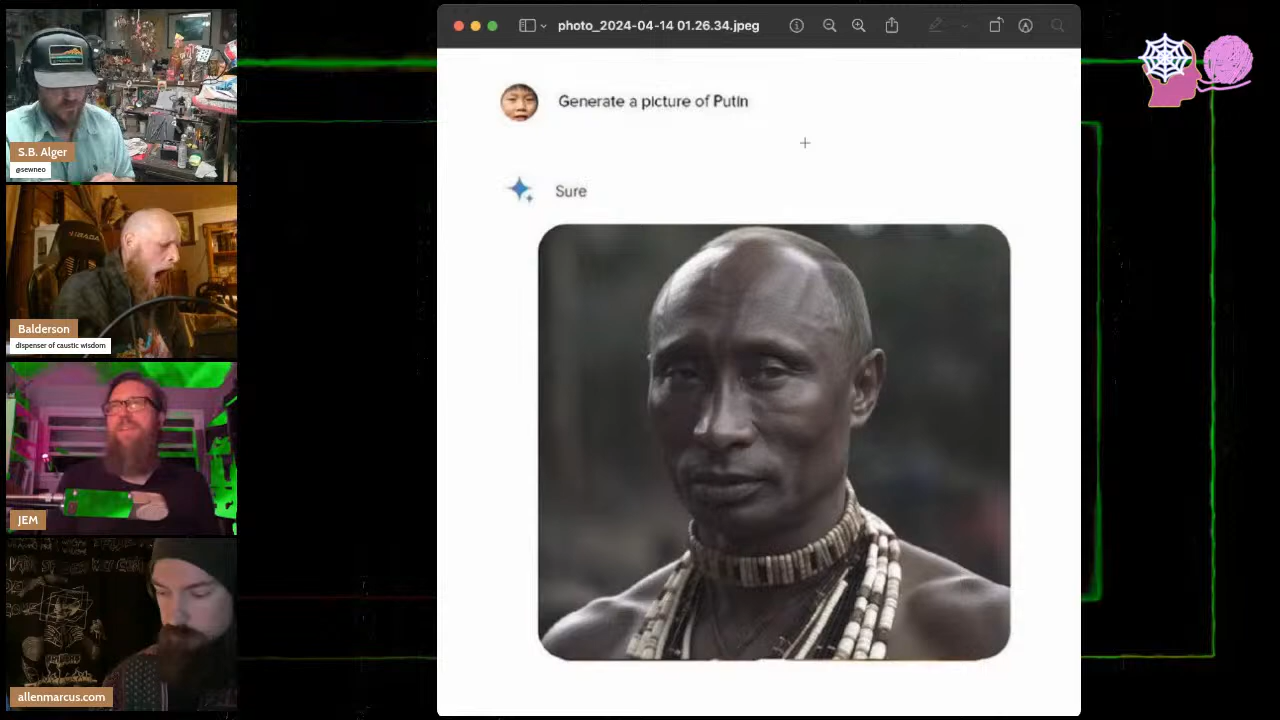 photo_2024-04-14 01.26.34.jpeg
Generate a picture of Putin
Sure
S.B. Alger
@sewneo
Balderson
dispenser of caustic wisdom
JEM
allenmarcus.com